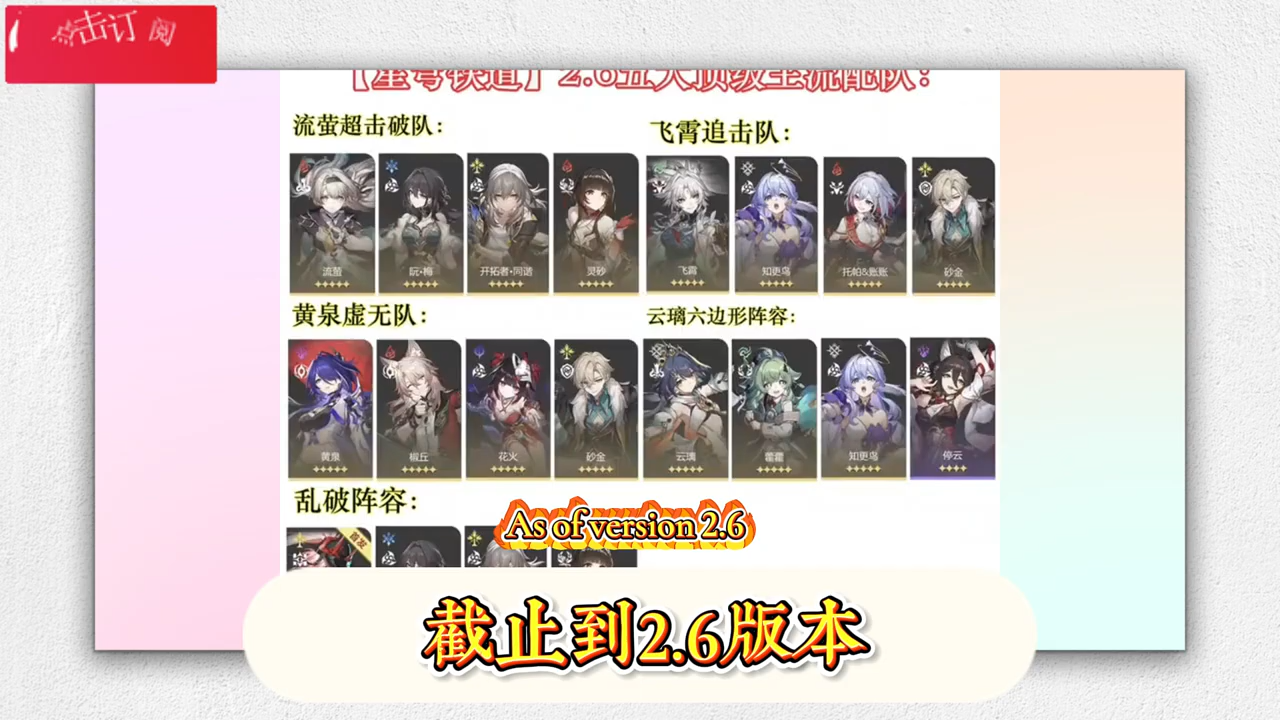 点击订阅
【星穹铁道】2.6五大顶级主流配队：
流萤超击破队：
飞霄追击队：
流萤
阮•梅
开拓者•同谐
灵砂
飞霄
知更鸟
托帕&账账
砂金
黄泉虚无队：
云璃六边形阵容：
黄泉
椒丘
花火
砂金
云璃
藿藿
知更鸟
停云
乱破阵容：
首发
As of version 2.6
截止到2.6版本